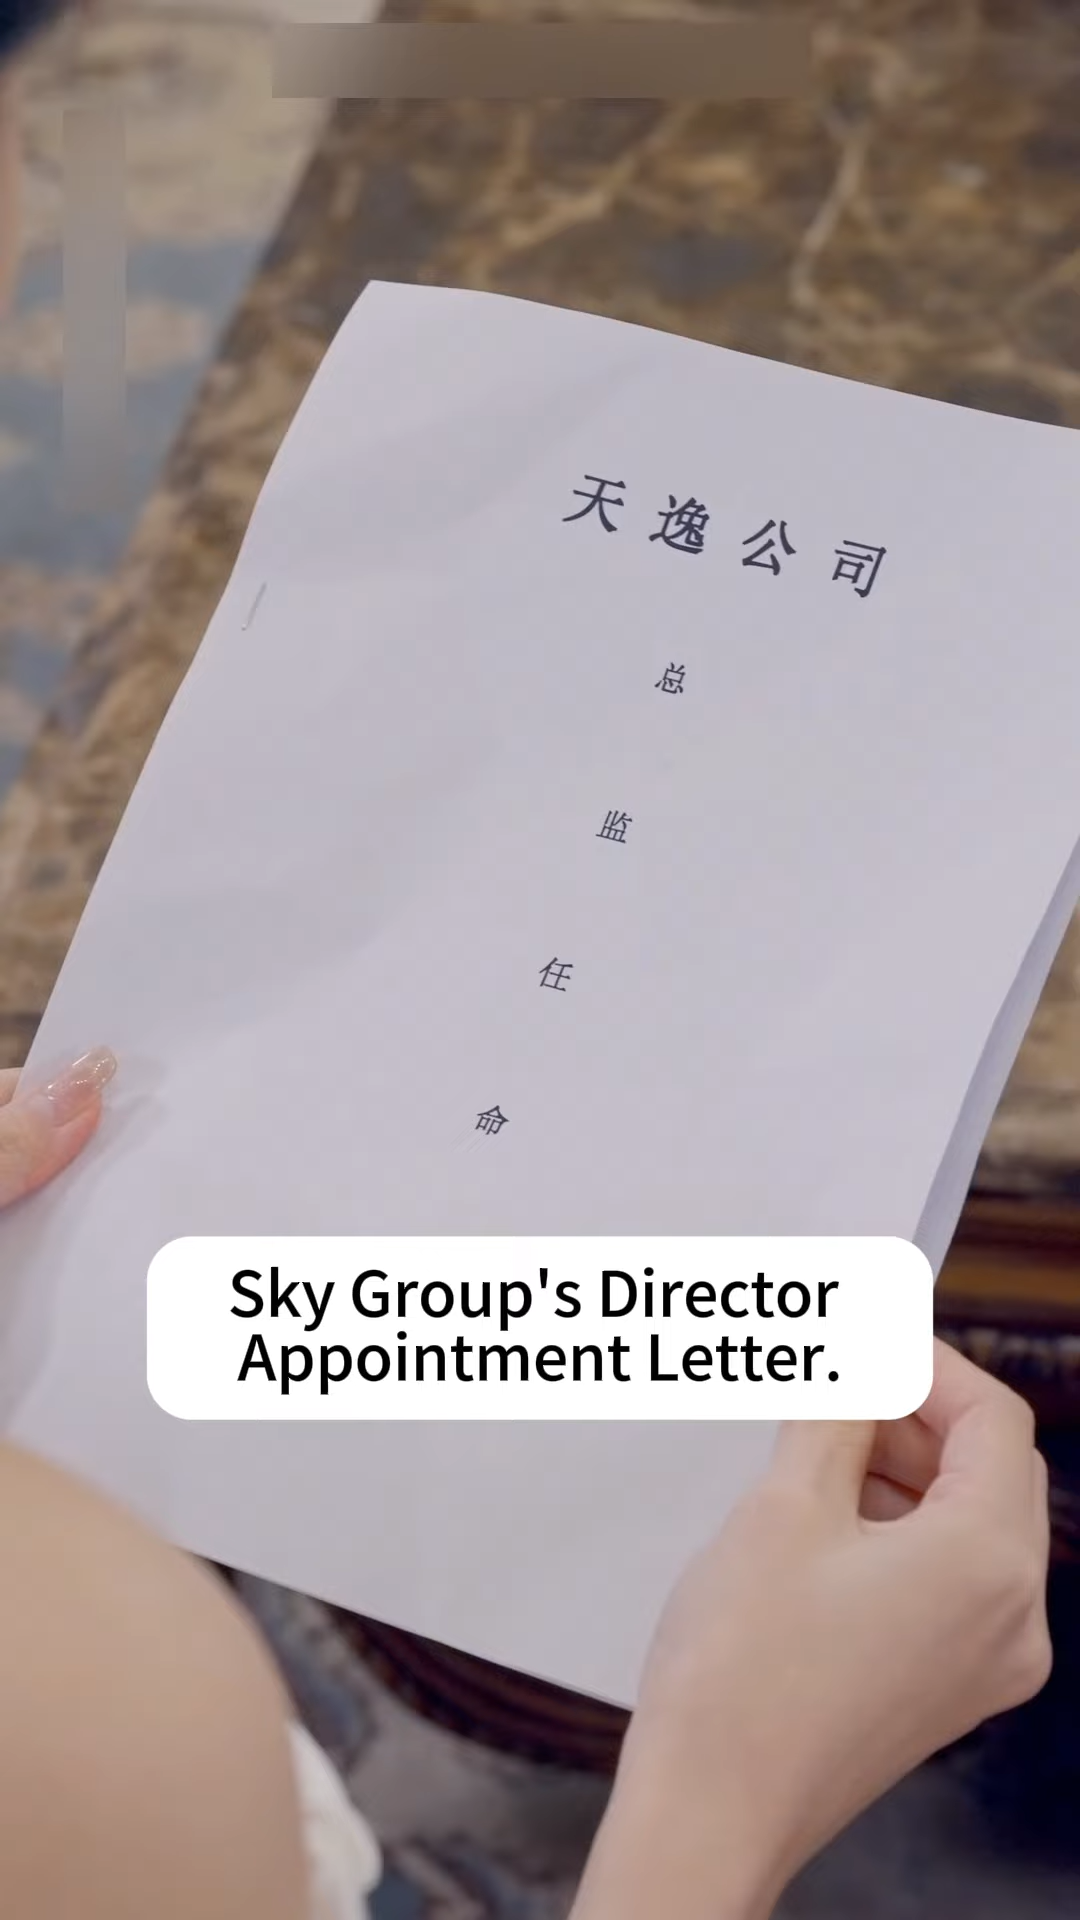 天逸公司
总
监
任
命
Sky Group's Director
Appointment Letter.